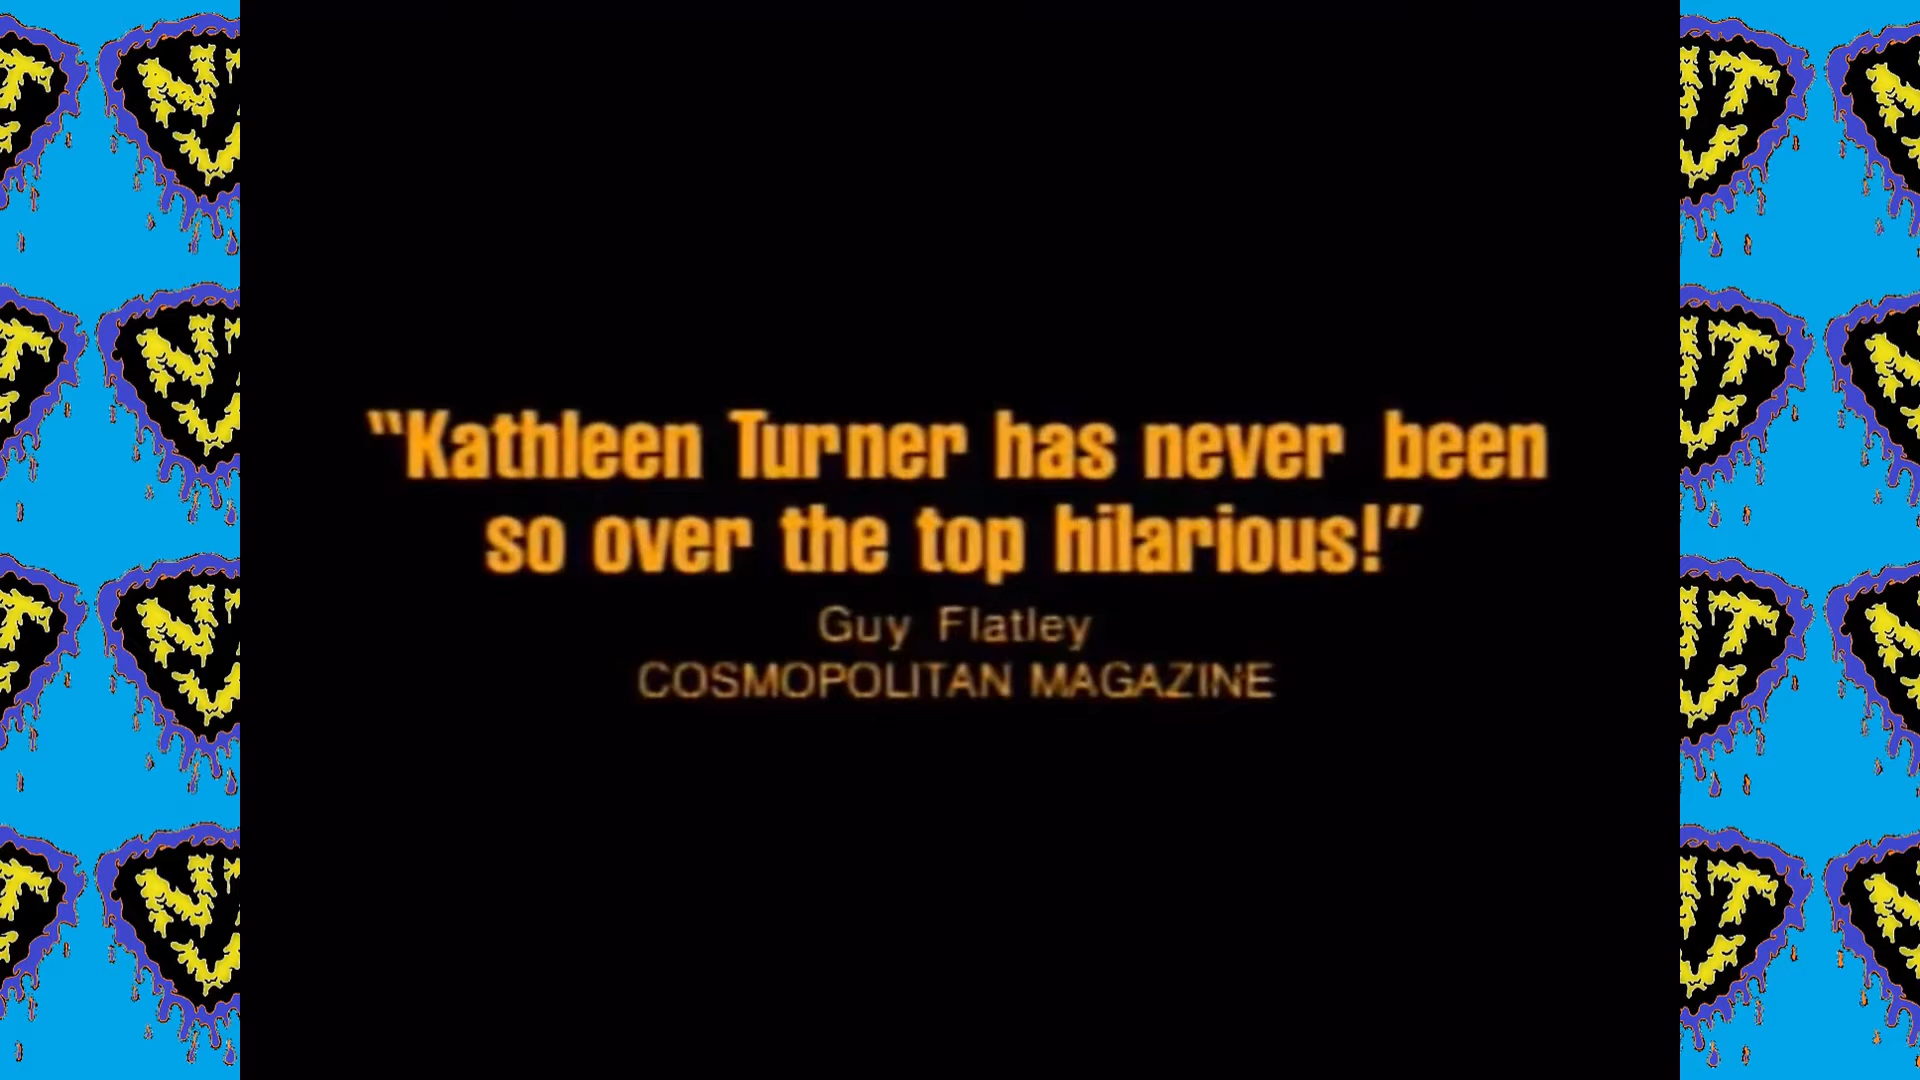 “Kathleen Turner has never been
so over the top hilarious!”
Guy Flatley
COSMOPOLITAN MAGAZINE